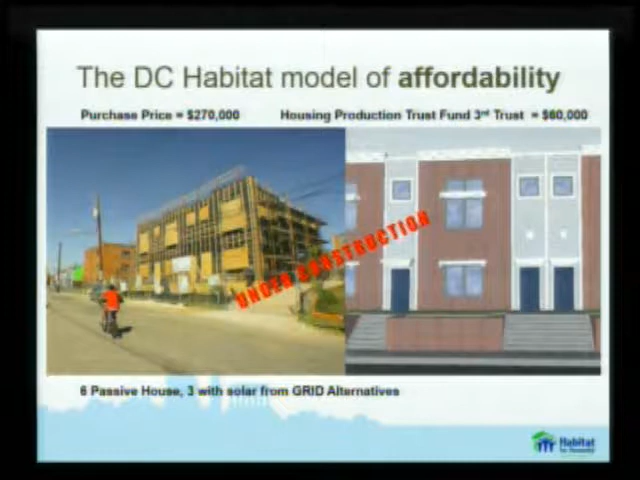 The DC Habitat model of affordability
Purchase Price = $270,000 Housing Production Trust Fund 3rd Trust = $60,000
UNDER CONSTRUCTION
6 Passive House, 3 with solar from GRID Alternatives
Habitat
for Humanity